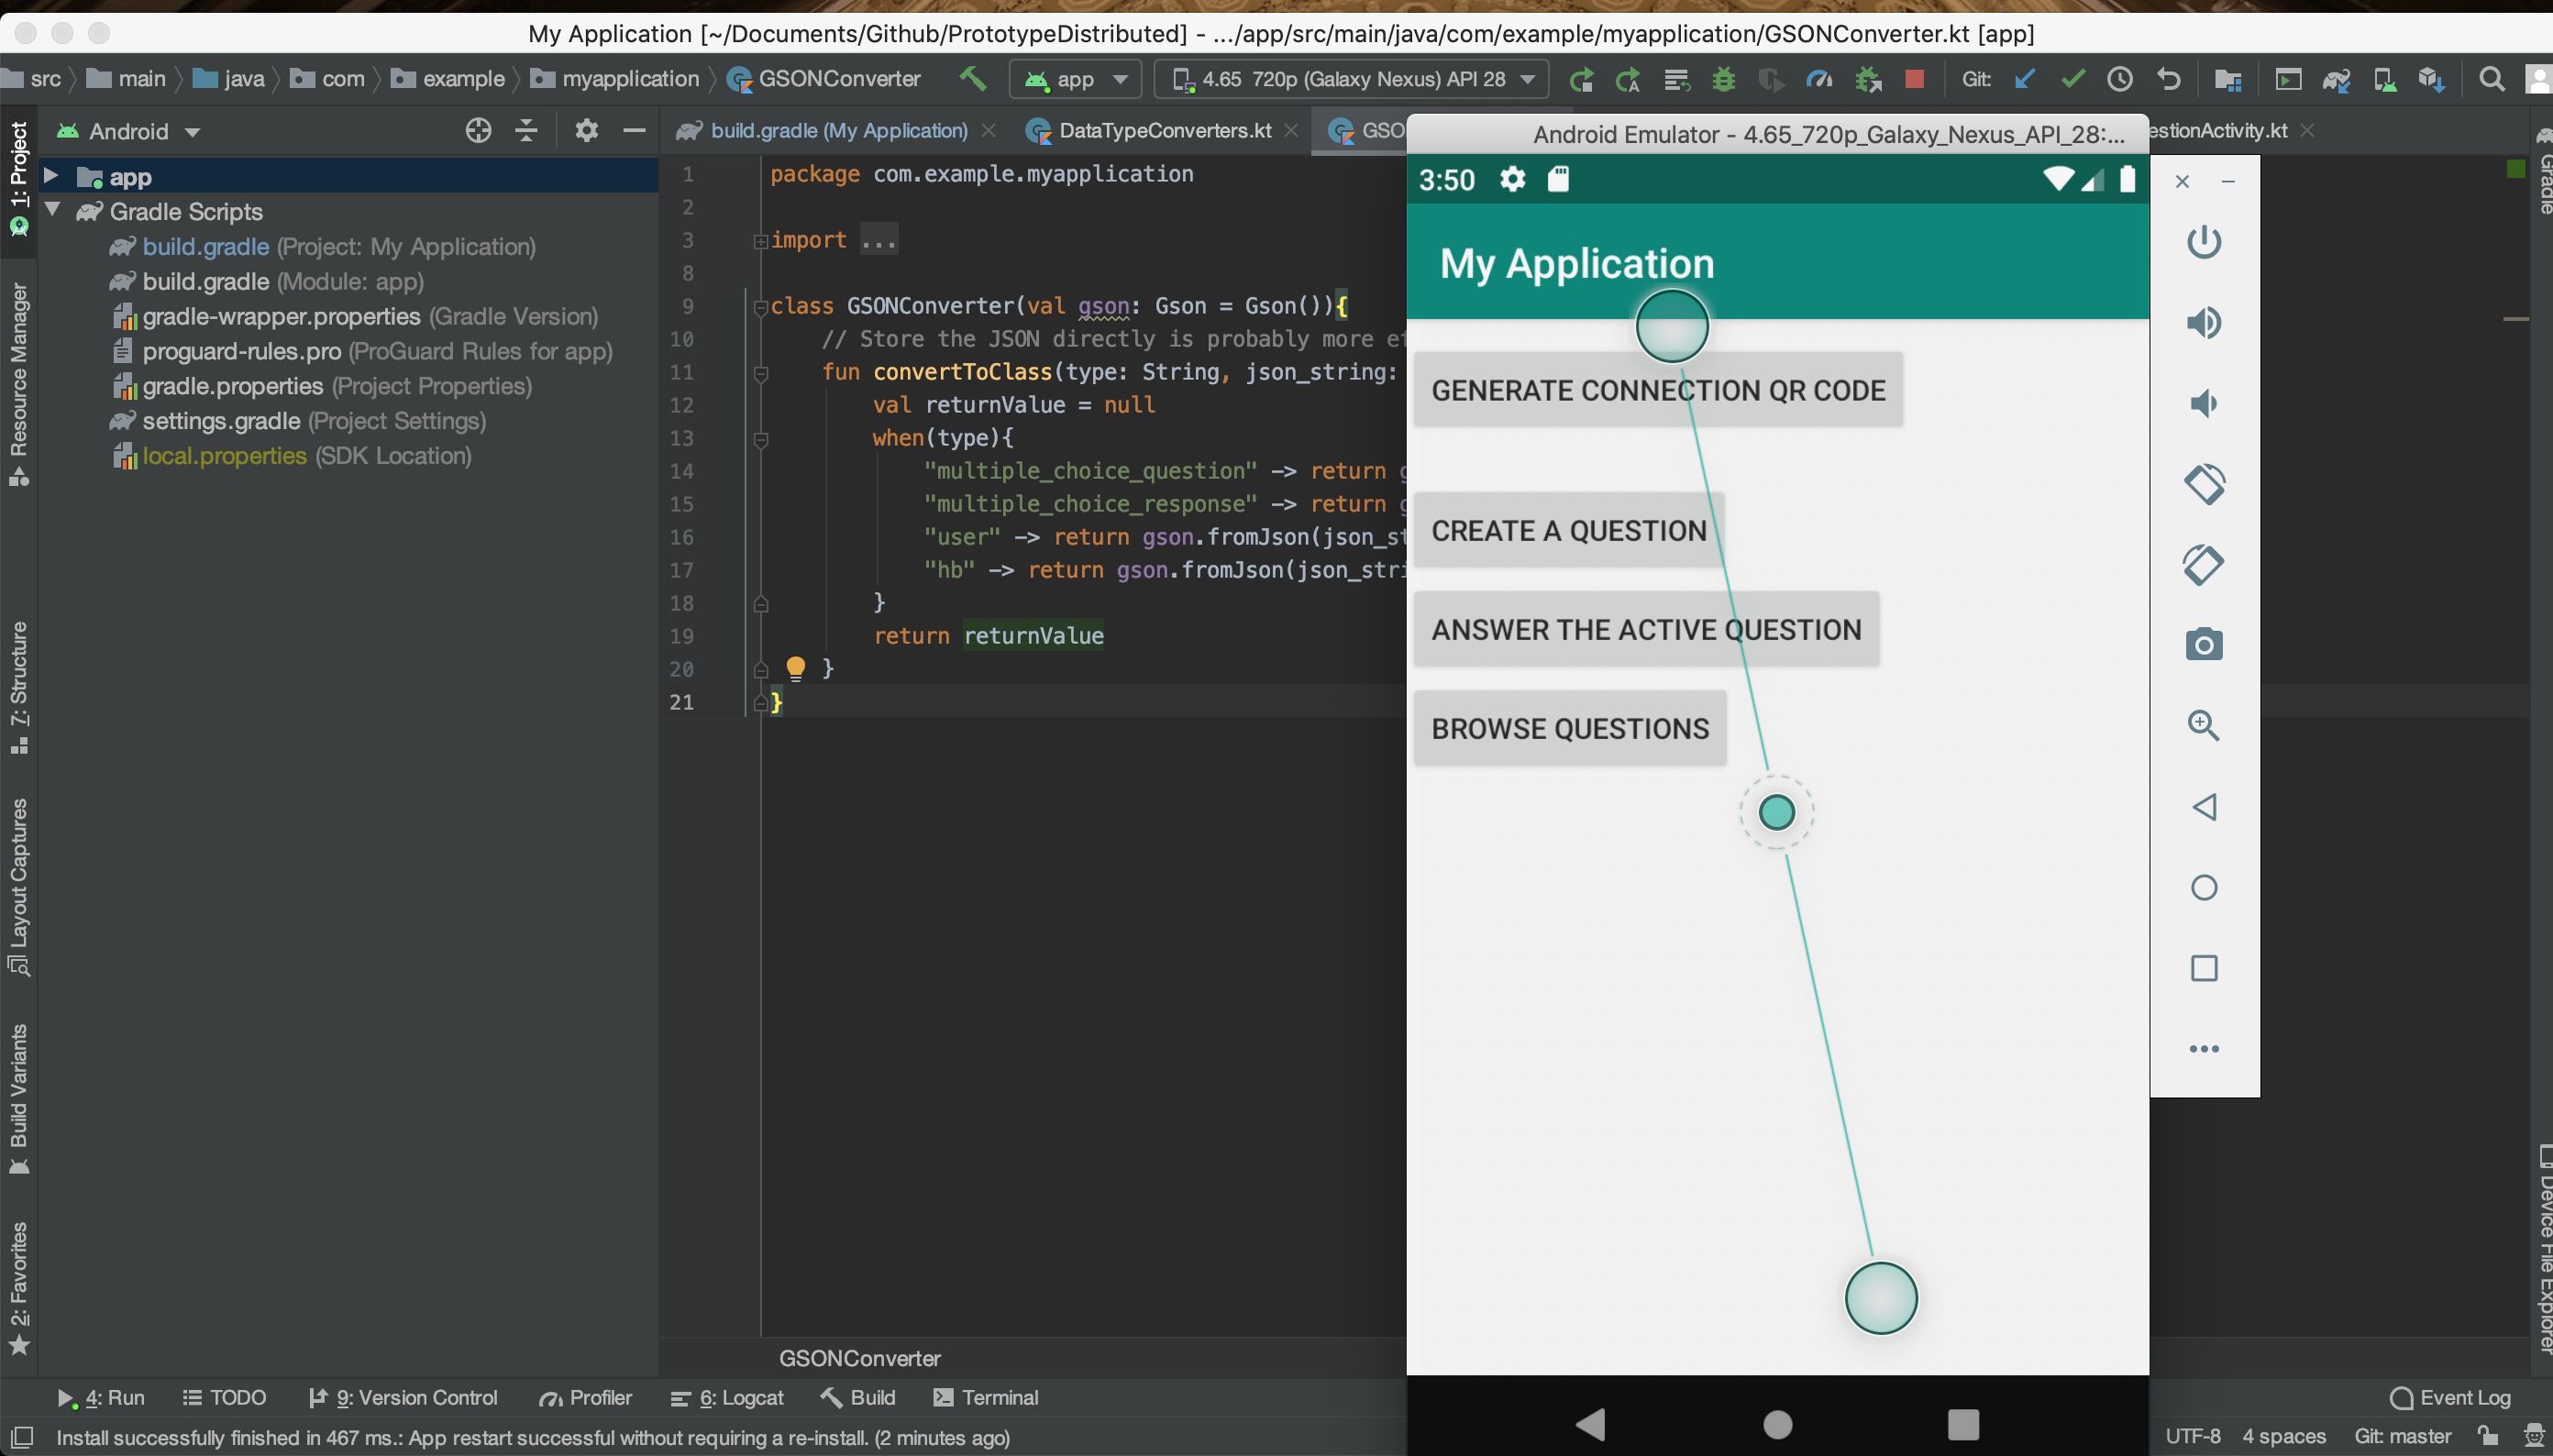 My Application [~/Documents/Github/PrototypeDistributed] - .../app/src/main/java/com/example/myapplication/GSONConverter.kt [app]
src main java com example myapplication GSONConverter app 4.65 720p (Galaxy Nexus) API 28 Git:
Android
build.gradle (My Application) DataTypeConverters.kt GSO estionActivity.kt
1: Project
Resource Manager
7: Structure
Layout Captures
Build Variants
2: Favorites
app
Gradle Scripts
build.gradle (Project: My Application)
build.gradle (Module: app)
gradle-wrapper.properties (Gradle Version)
proguard-rules.pro (ProGuard Rules for app)
gradle.properties (Project Properties)
settings.gradle (Project Settings)
local.properties (SDK Location)
1 package com.example.myapplication
2
3 import ...
8
9 class GSONConverter(val gson: Gson = Gson()){
10 // Store the JSON directly is probably more ef
11 fun convertToClass(type: String, json_string:
12 val returnValue = null
13 when(type){
14 "multiple_choice_question" -> return g
15 "multiple_choice_response" -> return g
16 "user" -> return gson.fromJson(json_st
17 "hb" -> return gson.fromJson(json_stri
18 }
19 return returnValue
20 }
21 }
GSONConverter
Android Emulator - 4.65_720p_Galaxy_Nexus_API_28:...
3:50
My Application
GENERATE CONNECTION QR CODE
CREATE A QUESTION
ANSWER THE ACTIVE QUESTION
BROWSE QUESTIONS
Gradle
Device File Explorer
4: Run TODO 9: Version Control Profiler 6: Logcat Build Terminal Event Log
Install successfully finished in 467 ms.: App restart successful without requiring a re-install. (2 minutes ago) UTF-8 4 spaces Git: master